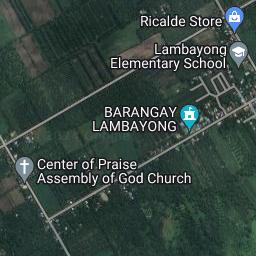 Ricalde Store
Lambayong
Elementary School
BARANGAY
LAMBAYONG
Center of Praise
Assembly of God Church